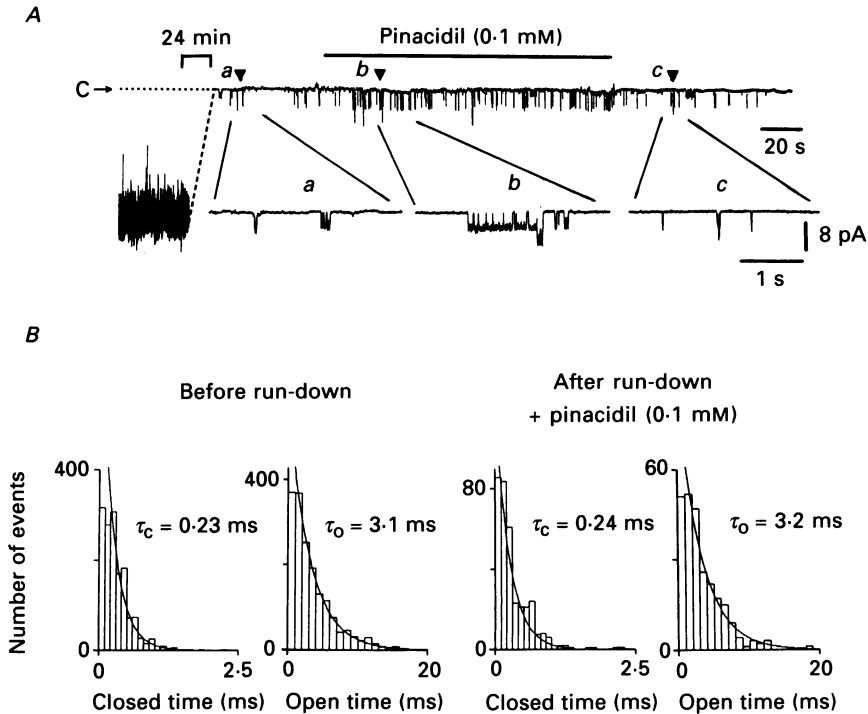 A
24 min
Pinacidil (0·1 mM)
a
b
c
C→
20 s
a
b
c
8 pA
1 s
B
Before run-down
After run-down
+ pinacidil (0·1 mM)
Number of events
400
0
τc = 0·23 ms
0
2·5
Closed time (ms)
400
0
τo = 3·1 ms
0
20
Open time (ms)
80
0
τc = 0·24 ms
0
2·5
Closed time (ms)
60
0
τo = 3·2 ms
0
20
Open time (ms)